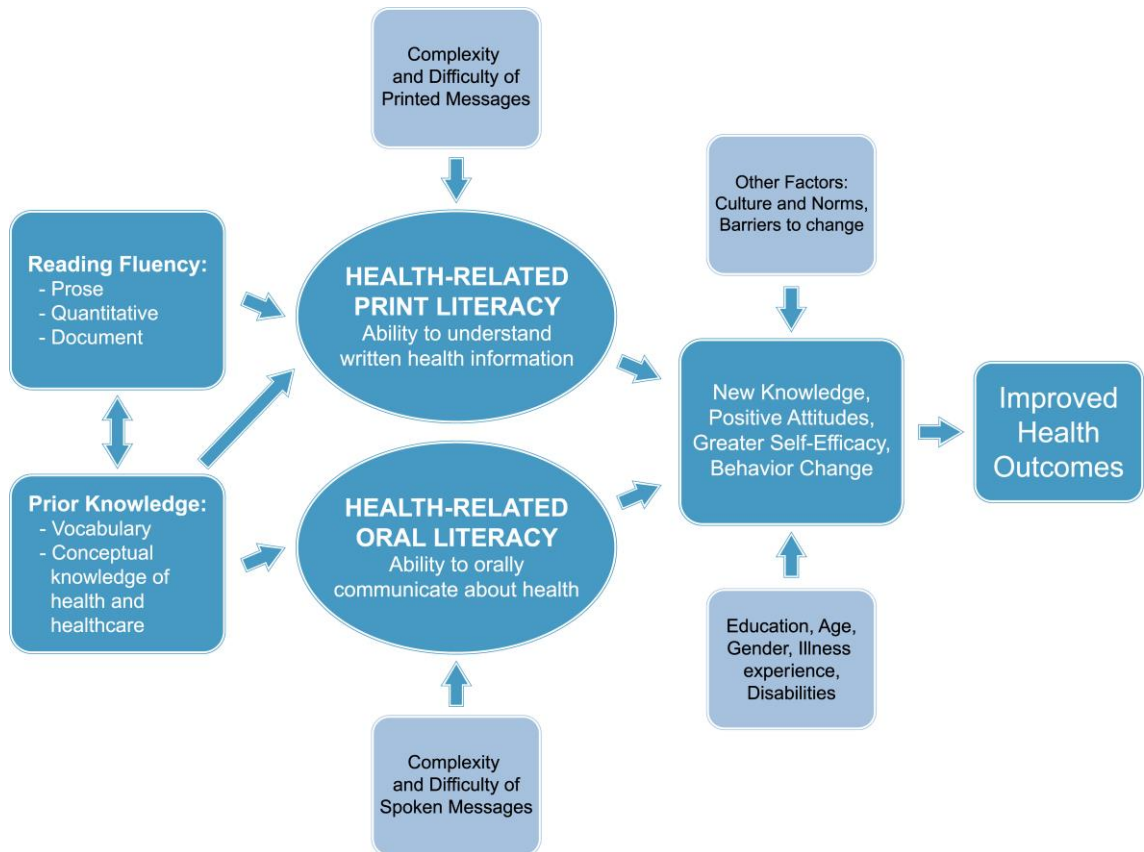 Complexity
and Difficulty of
Printed Messages
Other Factors:
Culture and Norms,
Barriers to change
Reading Fluency:
- Prose
- Quantitative
- Document
HEALTH-RELATED
PRINT LITERACY
Ability to understand
written health information
New Knowledge,
Positive Attitudes,
Greater Self-Efficacy,
Behavior Change
Improved
Health
Outcomes
Prior Knowledge:
- Vocabulary
- Conceptual
knowledge of
health and
healthcare
HEALTH-RELATED
ORAL LITERACY
Ability to orally
communicate about health
Education, Age,
Gender, Illness
experience,
Disabilities
Complexity
and Difficulty of
Spoken Messages